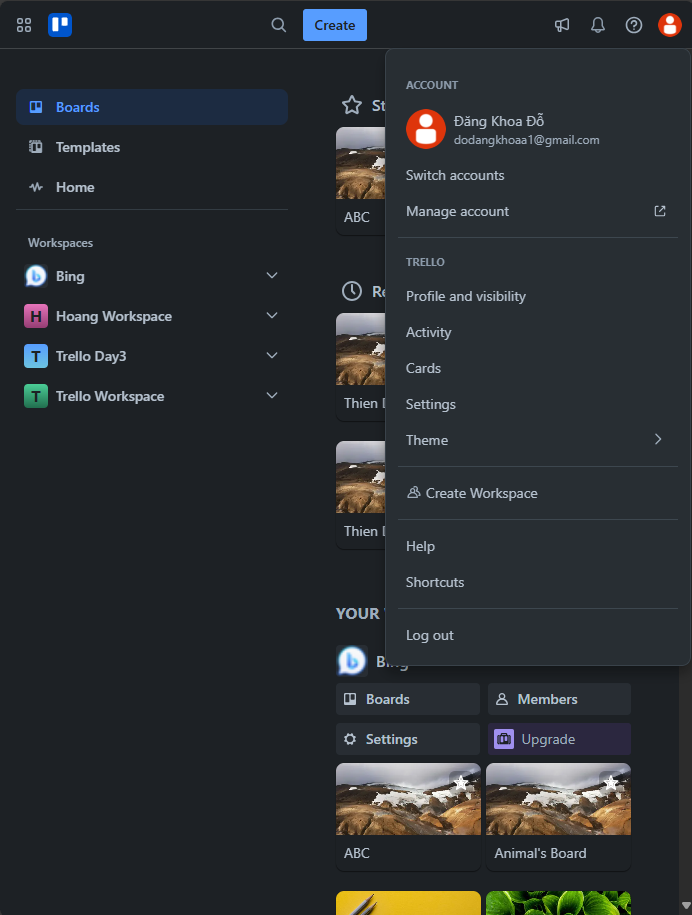 Create
Boards
Templates
Home
Workspaces
Bing
H
Hoang Workspace
T
Trello Day3
T
Trello Workspace
ABC
Thien
Thien
ACCOUNT
Đăng Khoa Đỗ
dodangkhoaa1@gmail.com
Switch accounts
Manage account
TRELLO
Profile and visibility
Activity
Cards
Settings
Theme
Create Workspace
Help
Shortcuts
Log out
YOUR
Bing
Boards
Members
Settings
Upgrade
ABC
Animal's Board